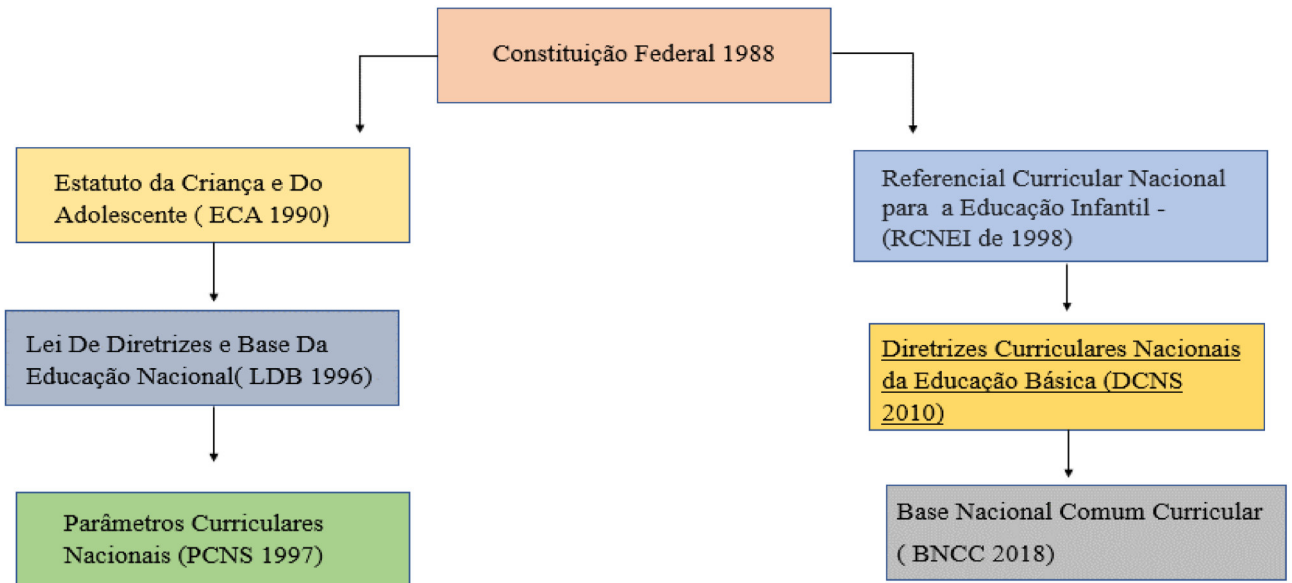 Constituição Federal 1988
Estatuto da Criança e Do
Adolescente ( ECA 1990)
Lei De Diretrizes e Base Da
Educação Nacional( LDB 1996)
Parâmetros Curriculares
Nacionais (PCNS 1997)
Referencial Curricular Nacional
para a Educação Infantil -
(RCNEI de 1998)
Diretrizes Curriculares Nacionais
da Educação Básica (DCNS
2010)
Base Nacional Comum Curricular
( BNCC 2018)